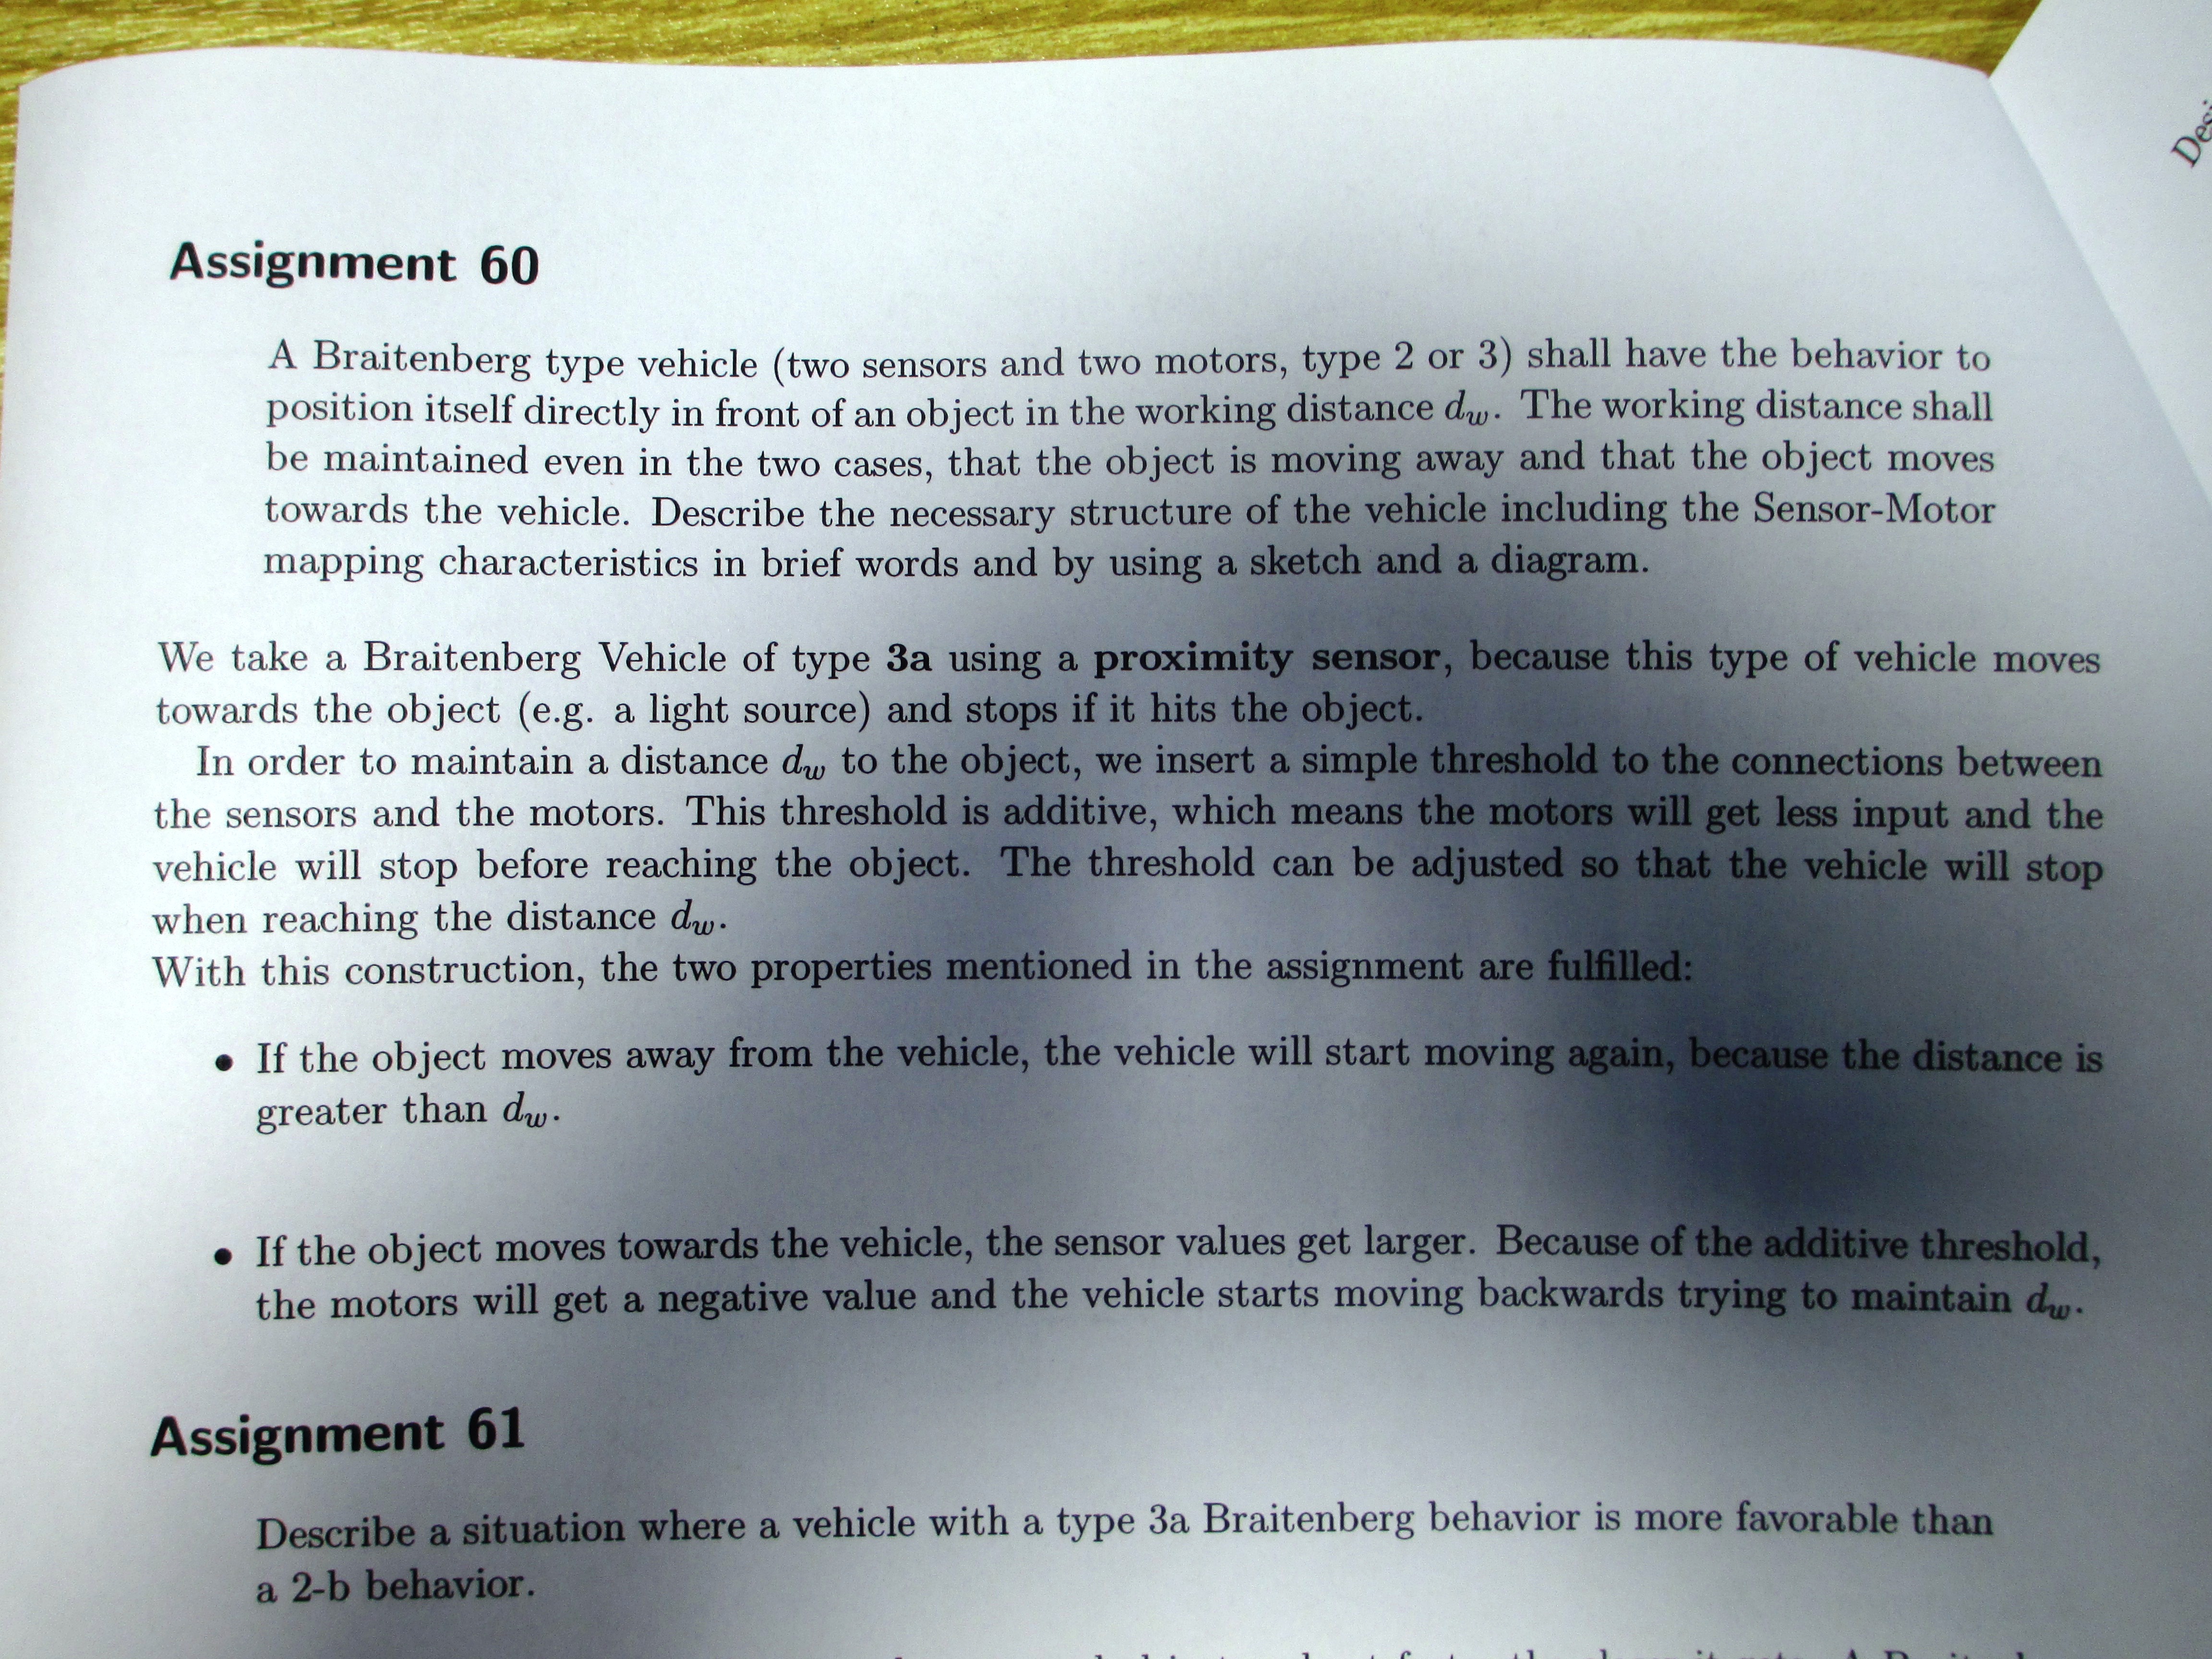 Assignment 60
A Braitenberg type vehicle (two sensors and two motors, type 2 or 3) shall have the behavior to
position itself directly in front of an object in the working distance d_w. The working distance shall
be maintained even in the two cases, that the object is moving away and that the object moves
towards the vehicle. Describe the necessary structure of the vehicle including the Sensor-Motor
mapping characteristics in brief words and by using a sketch and a diagram.
We take a Braitenberg Vehicle of type 3a using a proximity sensor, because this type of vehicle moves
towards the object (e.g. a light source) and stops if it hits the object.
In order to maintain a distance d_w to the object, we insert a simple threshold to the connections between
the sensors and the motors. This threshold is additive, which means the motors will get less input and the
vehicle will stop before reaching the object. The threshold can be adjusted so that the vehicle will stop
when reaching the distance d_w.
With this construction, the two properties mentioned in the assignment are fulfilled:
• If the object moves away from the vehicle, the vehicle will start moving again, because the distance is
greater than d_w.
• If the object moves towards the vehicle, the sensor values get larger. Because of the additive threshold,
the motors will get a negative value and the vehicle starts moving backwards trying to maintain d_w.
Assignment 61
Describe a situation where a vehicle with a type 3a Braitenberg behavior is more favorable than
a 2-b behavior.